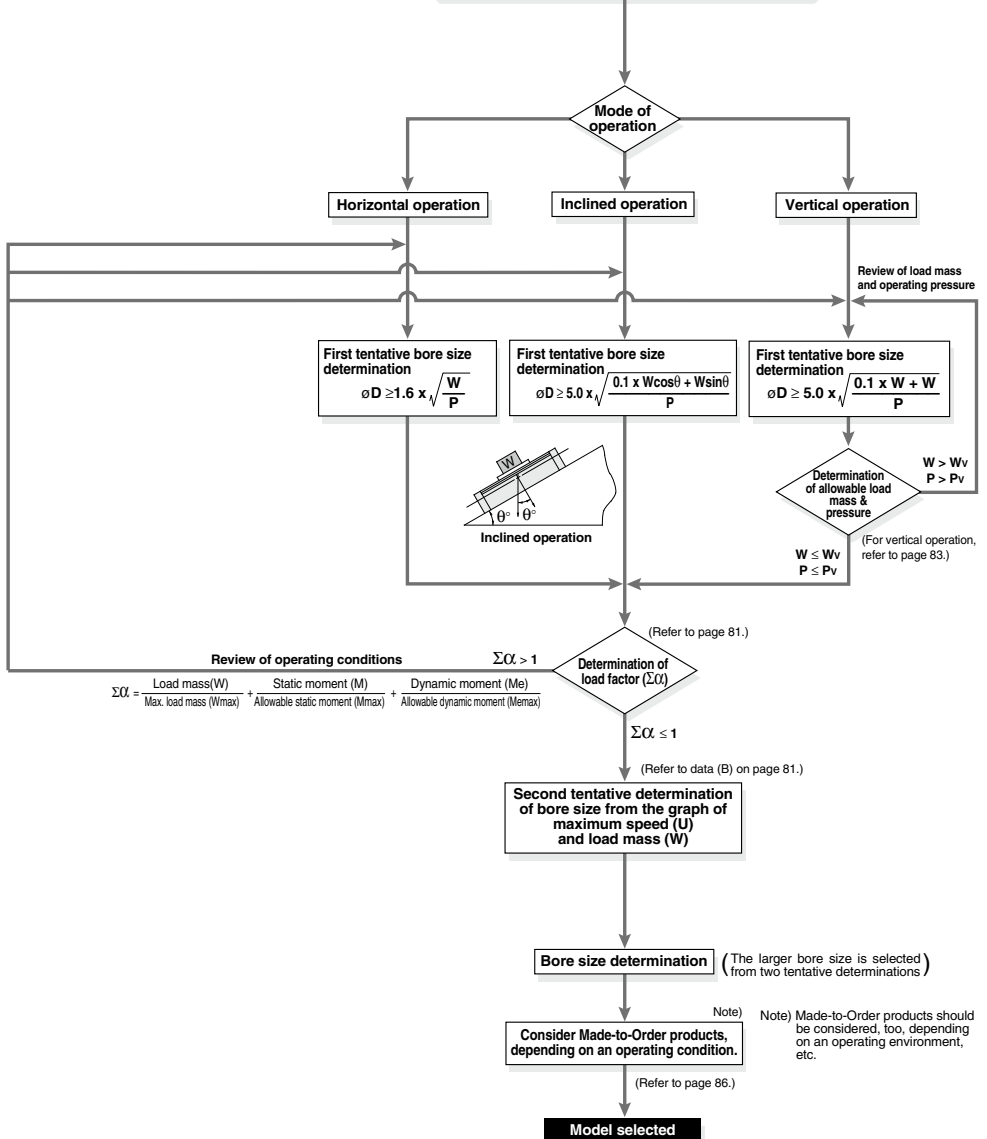 Mode of
operation
Horizontal operation
Inclined operation
Vertical operation
Review of load mass
and operating pressure
First tentative bore size
determination
øD ≥1.6 x √(W/P)
First tentative bore size
determination
øD ≥ 5.0 x √((0.1 x Wcosθ + Wsinθ)/P)
First tentative bore size
determination
øD ≥ 5.0 x √((0.1 x W + W)/P)
W
θ°
θ°
Inclined operation
Determination
of allowable load
mass &
pressure
W > Wv
P > Pv
(For vertical operation,
refer to page 83.)
W ≤ Wv
P ≤ Pv
(Refer to page 81.)
Determination of
load factor (Σα)
Review of operating conditions
Σα > 1
Σα = Load mass(W)/Max. load mass (Wmax) + Static moment (M)/Allowable static moment (Mmax) + Dynamic moment (Me)/Allowable dynamic moment (Memax)
Σα ≤ 1
(Refer to data (B) on page 81.)
Second tentative determination
of bore size from the graph of
maximum speed (U)
and load mass (W)
Bore size determination
(The larger bore size is selected
from two tentative determinations)
Note)
Consider Made-to-Order products,
depending on an operating condition.
Note) Made-to-Order products should
be considered, too, depending
on an operating environment,
etc.
(Refer to page 86.)
Model selected